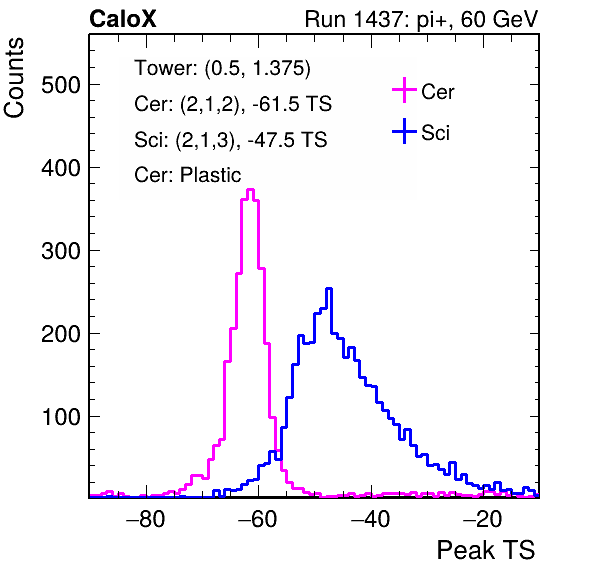 CaloX Run 1437: pi+, 60 GeV
Counts
Tower: (0.5, 1.375)
Cer: (2,1,2), -61.5 TS
Sci: (2,1,3), -47.5 TS
Cer: Plastic
Cer
Sci
500
400
300
200
100
−80 −60 −40 −20
Peak TS